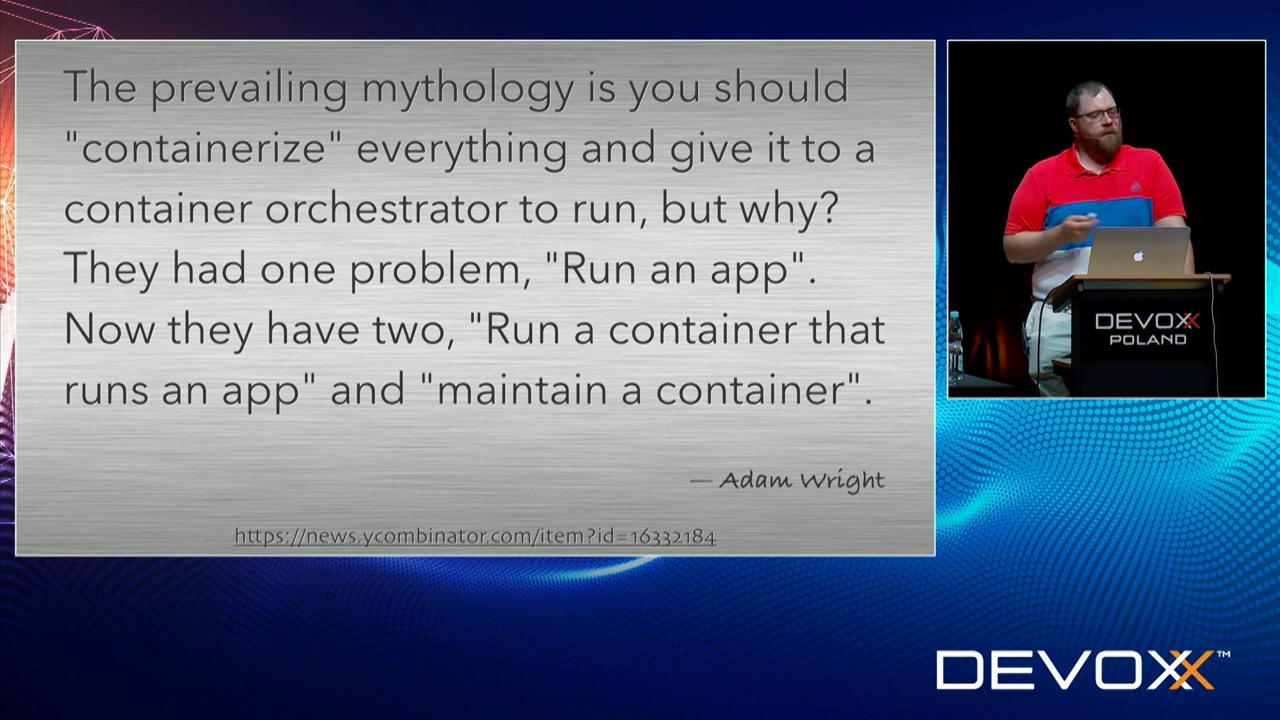 The prevailing mythology is you should
"containerize" everything and give it to a
container orchestrator to run, but why?
They had one problem, "Run an app".
Now they have two, "Run a container that
runs an app" and "maintain a container".
— Adam Wright
https://news.ycombinator.com/item?id=16332184
DEVOXX
POLAND
DEVOXX™